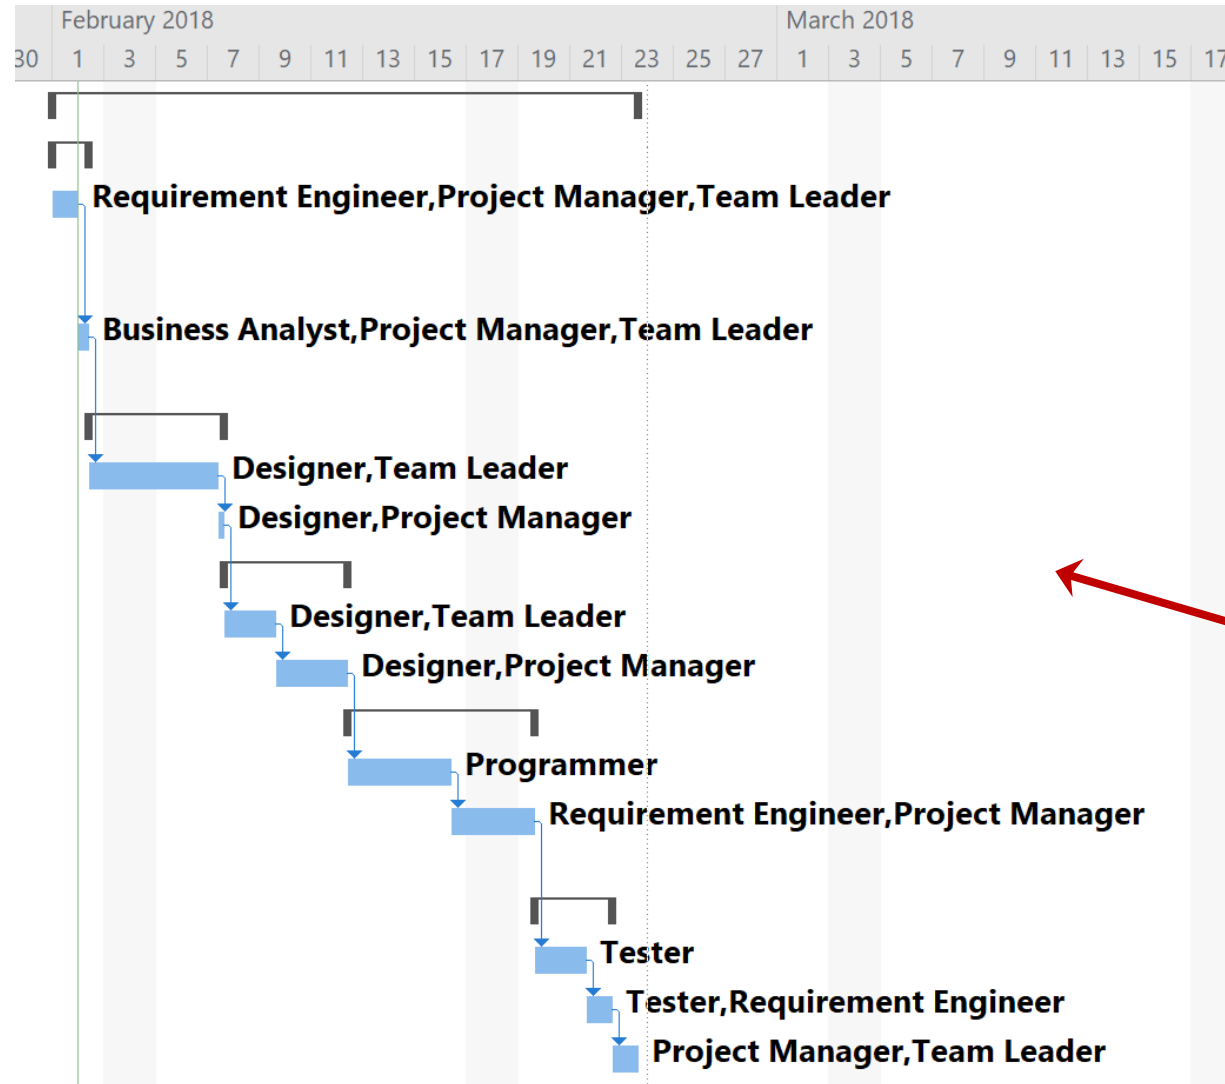 February 2018 March 2018
30 1 3 5 7 9 11 13 15 17 19 21 23 25 27 1 3 5 7 9 11 13 15 17
Requirement Engineer,Project Manager,Team Leader
Business Analyst,Project Manager,Team Leader
Designer,Team Leader
Designer,Project Manager
Designer,Team Leader
Designer,Project Manager
Programmer
Requirement Engineer,Project Manager
Tester
Tester,Requirement Engineer
Project Manager,Team Leader